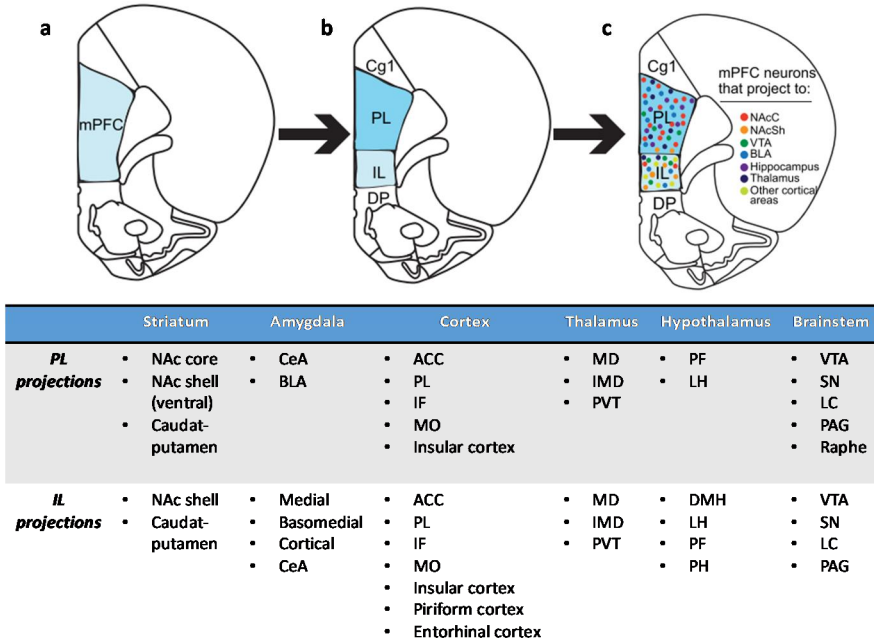 a
b
c
mPFC
Cg1
PL
IL
DP
Cg1
PL
IL
DP
mPFC neurons
that project to:
NAcC
NAcSh
VTA
BLA
Hippocampus
Thalamus
Other cortical
areas
Striatum Amygdala Cortex Thalamus Hypothalamus Brainstem
PL
projections
• NAc core
• NAc shell
(ventral)
• Caudat-
putamen
• CeA
• BLA
• ACC
• PL
• IF
• MO
• Insular cortex
• MD
• IMD
• PVT
• PF
• LH
• VTA
• SN
• LC
• PAG
• Raphe
IL
projections
• NAc shell
• Caudat-
putamen
• Medial
• Basomedial
• Cortical
• CeA
• ACC
• PL
• IF
• MO
• Insular cortex
• Piriform cortex
• Entorhinal cortex
• MD
• IMD
• PVT
• DMH
• LH
• PF
• PH
• VTA
• SN
• LC
• PAG